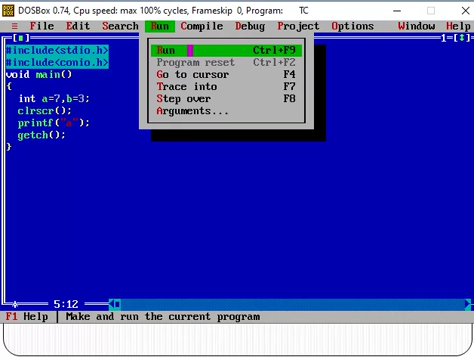 DOSBox 0.74, Cpu speed: max 100% cycles, Frameskip 0, Program: TC
≡ File Edit Search Run Compile Debug Project Options Window Help
1
Run Ctrl+F9
Program reset Ctrl+F2
Go to cursor F4
Trace into F7
Step over F8
Arguments...
#include<stdio.h>
#include<conio.h>
void main()
{
int a=7,b=3;
clrscr();
printf(" ");
getch();
}
5:12
F1 Help | Make and run the current program